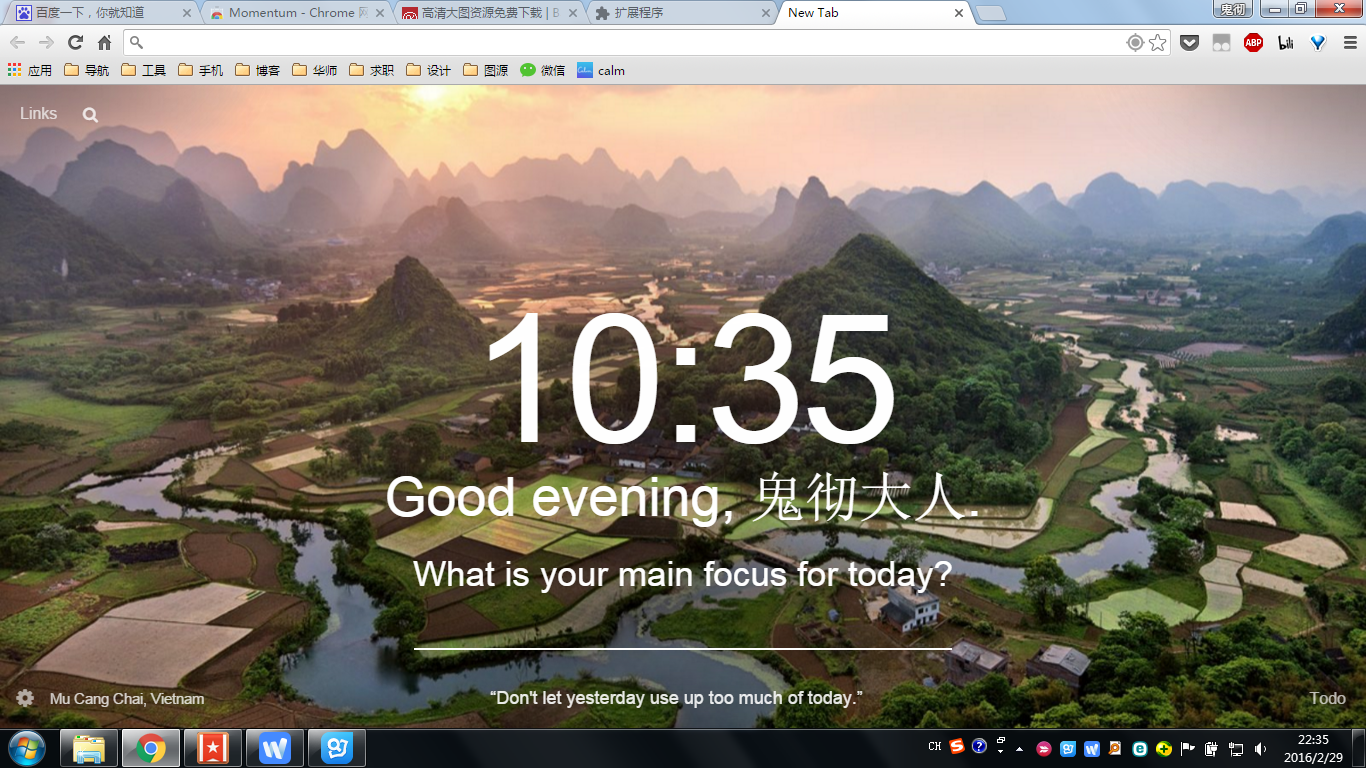 百度一下，你就知道
Momentum - Chrome 网
高清大图资源免费下载 | B
扩展程序
New Tab
鬼彻
ABP
应用
导航
工具
手机
博客
华师
求职
设计
图源
微信
calm
Links
10:35
Good evening, 鬼彻大人.
What is your main focus for today?
Mu Cang Chai, Vietnam
“Don't let yesterday use up too much of today.”
Todo
CH
22:35
2016/2/29